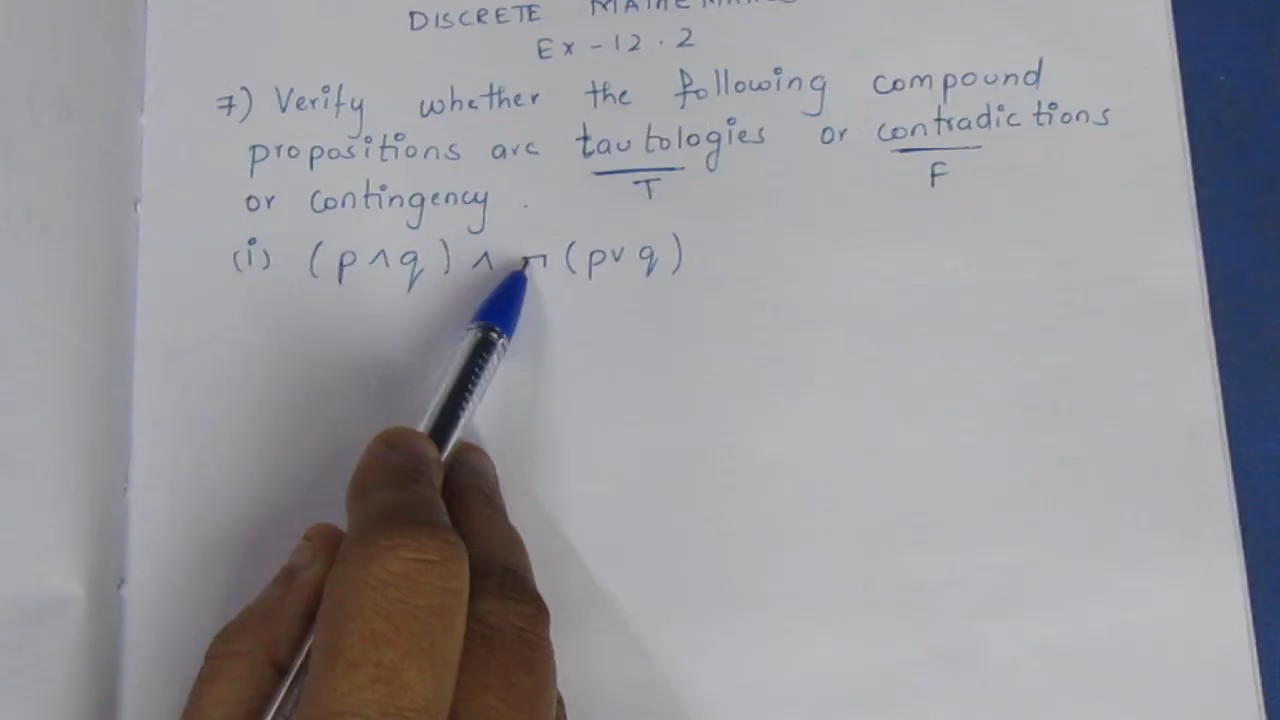 DISCRETE
Ex - 12.2
7) Verify whether the following compound
propositions are tautologies or contradictions
T F
or contingency.
(i) (p ∧ q) ∧ ¬ (p ∨ q)